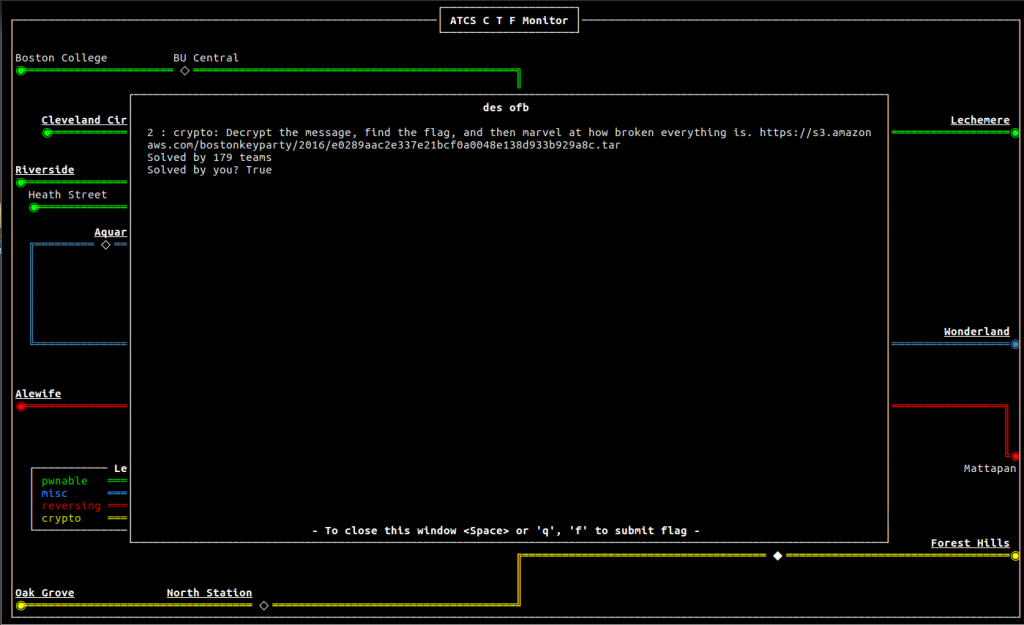 ATCS C T F Monitor
Boston College BU Central
des ofb
Cleveland Cir
Lechemere
2 : crypto: Decrypt the message, find the flag, and then marvel at how broken everything is. https://s3.amazon
aws.com/bostonkeyparty/2016/e0289aac2e337e21bcf0a0048e138d933b929a8c.tar
Solved by 179 teams
Solved by you? True
Riverside
Heath Street
Aquar
Wonderland
Alewife
Mattapan
Le
pwnable
misc
reversing
crypto
- To close this window <Space> or 'q', 'f' to submit flag -
Forest Hills
Oak Grove North Station